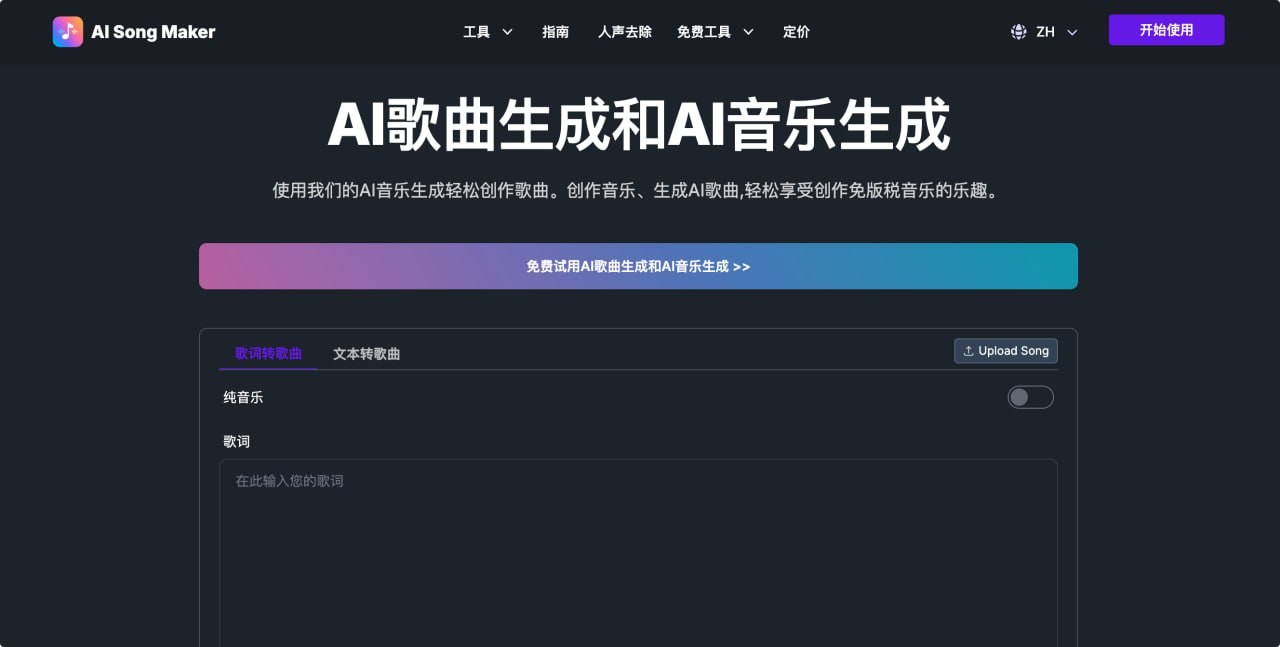 AI Song Maker 工具 指南 人声去除 免费工具 定价 ZH 开始使用
AI歌曲生成和AI音乐生成
使用我们的AI音乐生成轻松创作歌曲。创作音乐、生成AI歌曲,轻松享受创作免版税音乐的乐趣。
免费试用AI歌曲生成和AI音乐生成 >>
歌词转歌曲 文本转歌曲 Upload Song
纯音乐
歌词
在此输入您的歌词